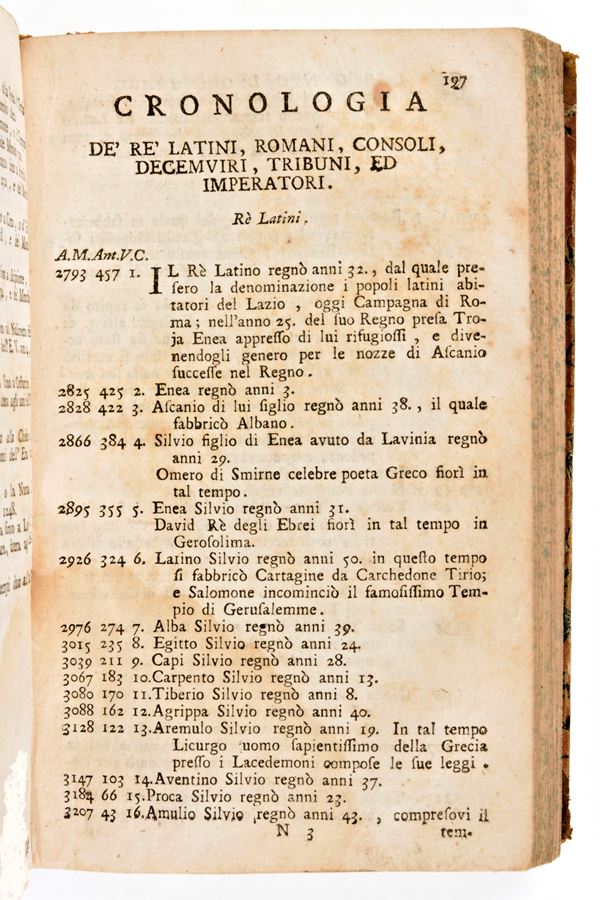 197
CRONOLOGIA
DE' RE' LATINI, ROMANI, CONSOLI,
DECEMVIRI, TRIBUNI, ED
IMPERATORI.
Rè Latini.
A.M.Ant.V.C.
2793 457 1. IL Rè Latino regnò anni 32., dal quale pre-
ſero la denominazione i popoli latini abi-
tatori del Lazio, oggi Campagna di Ro-
ma; nell'anno 25. del ſuo Regno preſa Tro-
ja Enea appreſſo di lui rifugioſſi, e dive-
nendogli genero per le nozze di Aſcanio
ſucceſſe nel Regno.
2825 425 2. Enea regnò anni 3.
2828 422 3. Aſcanio di lui figlio regnò anni 38., il quale
fabbricò Albano.
2866 384 4. Silvio figlio di Enea avuto da Lavinia regnò
anni 29.
Omero di Smirne celebre poeta Greco fiorì in
tal tempo.
2895 355 5. Enea Silvio regnò anni 31.
David Rè degli Ebrei fiorì in tal tempo in
Geroſolima.
2926 324 6. Latino Silvio regnò anni 50. in queſto tempo
ſi fabbricò Cartagine da Carchedone Tirio;
e Salomone incominciò il famoſiſſimo Tem-
pio di Geruſalemme.
2976 274 7. Alba Silvio regnò anni 39.
3015 235 8. Egitto Silvio regnò anni 24.
3039 211 9. Capi Silvio regnò anni 28.
3067 183 10. Carpento Silvio regnò anni 13.
3080 170 11. Tiberio Silvio regnò anni 8.
3088 162 12. Agrippa Silvio regnò anni 40.
3128 122 13. Aremulo Silvio regnò anni 19. In tal tempo
Licurgo uomo ſapientiſſimo della Grecia
preſſo i Lacedemoni compoſe le ſue leggi.
3147 103 14. Aventino Silvio regnò anni 37.
3184 66 15. Proca Silvio regnò anni 23.
3207 43 16. Amulio Silvio regnò anni 43., compreſovi il
N 3 tem-